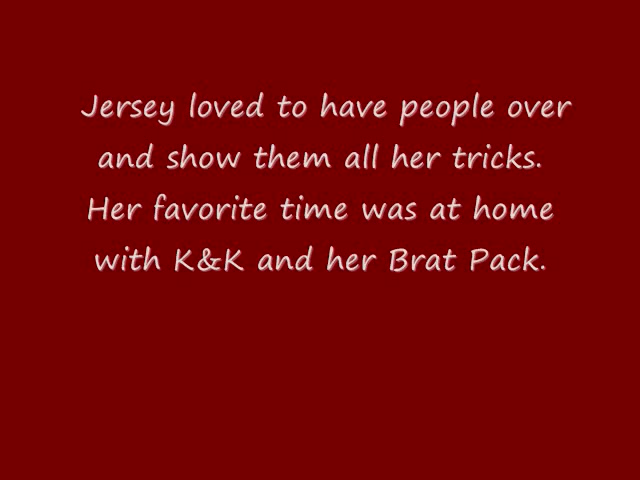 Jersey loved to have people over
and show them all her tricks.
Her favorite time was at home
with K&K and her Brat Pack.